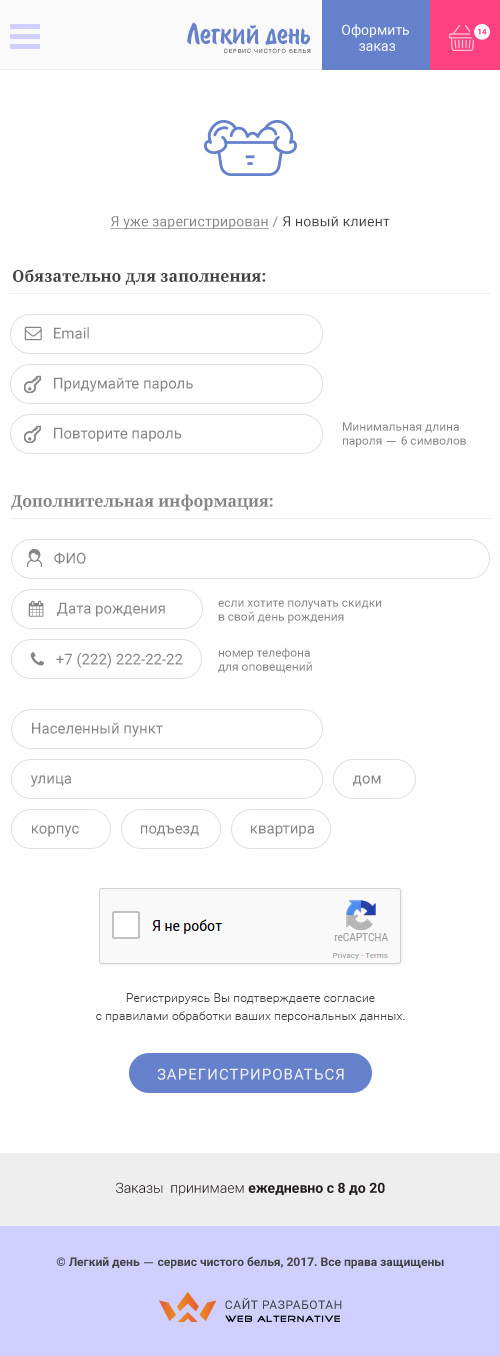 Легкий день
СЕРВИС ЧИСТОГО БЕЛЬЯ
Оформить
заказ
14
Я уже зарегистрирован / Я новый клиент
Обязательно для заполнения:
Email
Придумайте пароль
Повторите пароль
Минимальная длина
пароля — 6 символов
Дополнительная информация:
ФИО
Дата рождения
если хотите получать скидки
в свой день рождения
+7 (222) 222-22-22
номер телефона
для оповещений
Населенный пункт
улица
дом
корпус
подъезд
квартира
Я не робот
reCAPTCHA
Privacy - Terms
Регистрируясь Вы подтверждаете согласие
с правилами обработки ваших персональных данных.
ЗАРЕГИСТРИРОВАТЬСЯ
Заказы принимаем ежедневно с 8 до 20
© Легкий день — сервис чистого белья, 2017. Все права защищены
САЙТ РАЗРАБОТАН
WEB ALTERNATIVE